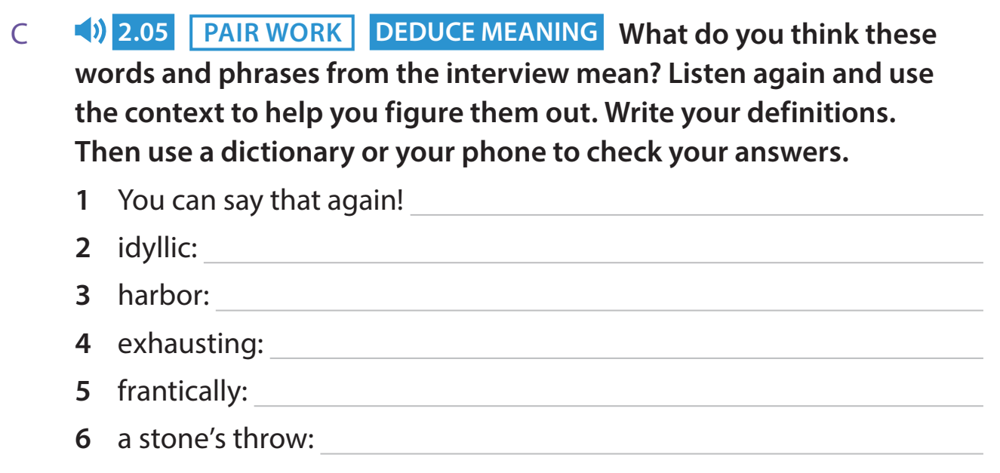 C 2.05 PAIR WORK DEDUCE MEANING What do you think these
words and phrases from the interview mean? Listen again and use
the context to help you figure them out. Write your definitions.
Then use a dictionary or your phone to check your answers.
1 You can say that again!
2 idyllic:
3 harbor:
4 exhausting:
5 frantically:
6 a stone’s throw: